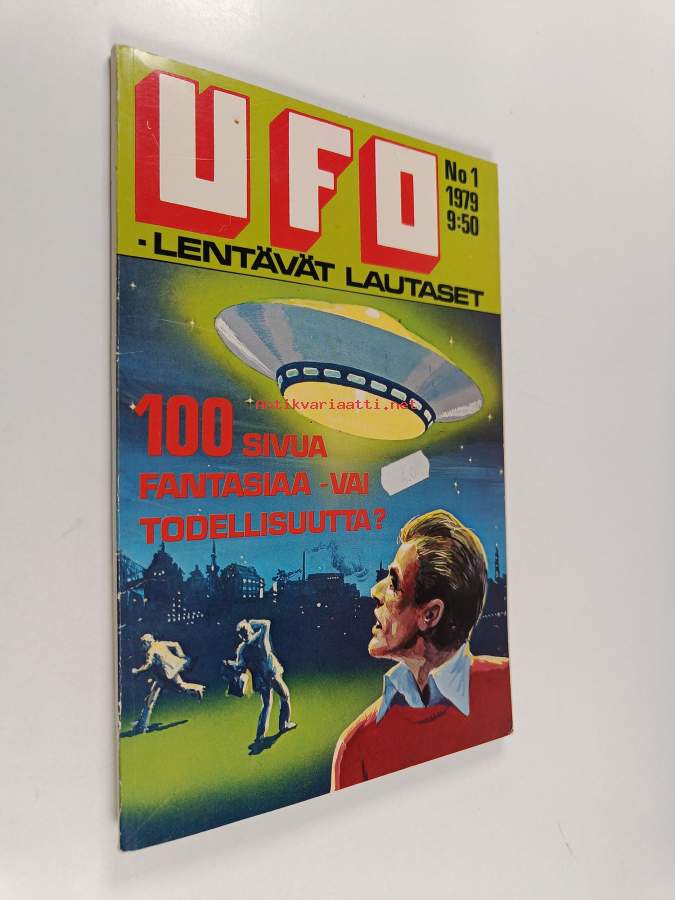 UFO
No 1
1979
9:50
-LENTÄVÄT LAUTASET
antikvariaatti.net
100 SIVUA
FANTASIAA -VAI
TODELLISUUTTA?